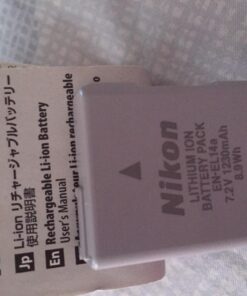 Jp Li-ion リチャージャブルバッテリー
使用説明書
En Rechargeable Li-ion Battery
User's Manual
Nikon
LITHIUM ION
BATTERY PACK
EN-EL14a
7.2V 1230mAh
8.9Wh